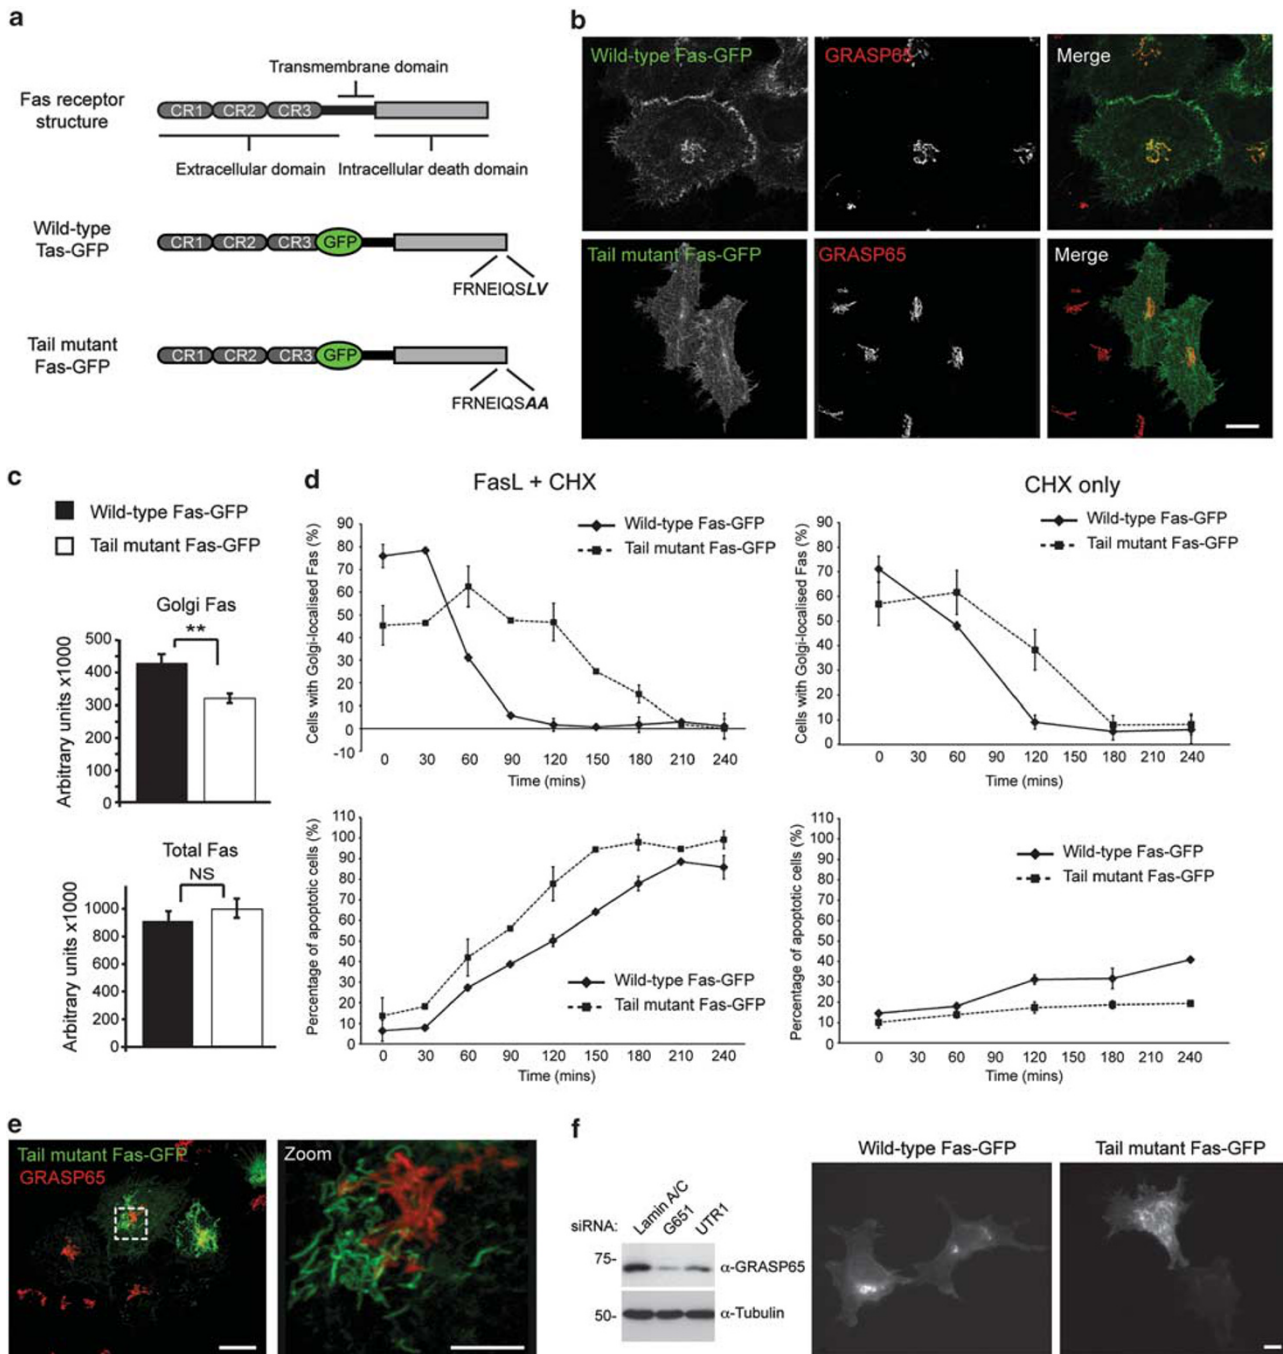 a
Transmembrane domain
Fas receptor
structure
CR1 CR2 CR3
Extracellular domain Intracellular death domain
Wild-type
Tas-GFP
CR1 CR2 CR3 GFP
FRNEIQSLV
Tail mutant
Fas-GFP
CR1 CR2 CR3 GFP
FRNEIQSAA
b
Wild-type Fas-GFP
GRASP65
Merge
Tail mutant Fas-GFP
GRASP65
Merge
c
Wild-type Fas-GFP
Tail mutant Fas-GFP
Golgi Fas
**
Arbitrary units x1000
500
400
300
400
100
0
Total Fas
NS
Arbitrary units x1000
1000
800
600
400
200
0
d
FasL + CHX
Wild-type Fas-GFP
Tail mutant Fas-GFP
Cells with Golgi-localised Fas (%)
90
80
70
60
50
40
30
20
10
0
-10
0 30 60 90 120 150 180 210 240
Time (mins)
CHX only
Wild-type Fas-GFP
Tail mutant Fas-GFP
Cells with Golgi-localised Fas (%)
90
80
70
60
50
40
30
20
10
0
0 30 60 90 120 150 180 210 240
Time (mins)
Percentage of apoptotic cells (%)
110
100
90
80
70
60
50
40
30
20
10
0
Wild-type Fas-GFP
Tail mutant Fas-GFP
0 30 60 90 120 150 180 210 240
Time (mins)
Percentage of apoptotic cells (%)
110
100
90
80
70
60
50
40
30
20
10
0
Wild-type Fas-GFP
Tail mutant Fas-GFP
0 30 60 90 120 150 180 210 240
Time (mins)
e
Tail mutant Fas-GFP
GRASP65
Zoom
f
siRNA:
Lamin A/C
G651
UTR1
75-
α-GRASP65
50-
α-Tubulin
Wild-type Fas-GFP
Tail mutant Fas-GFP